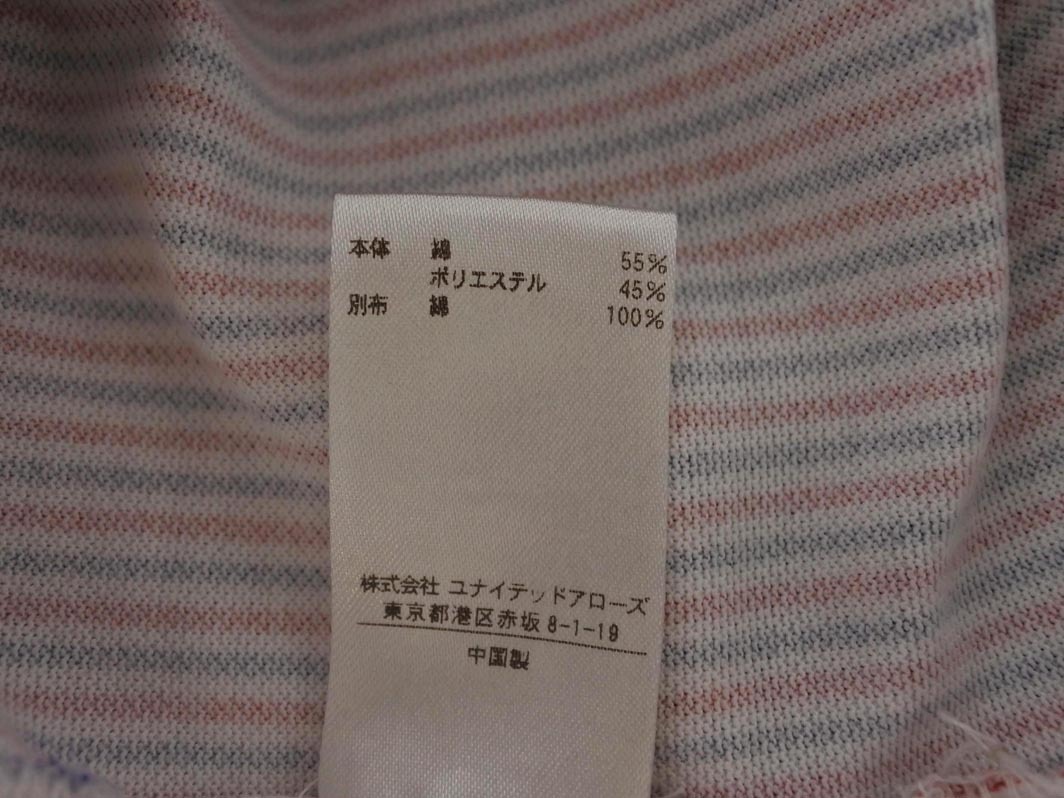 本体 綿 55%
ポリエステル 45%
別布 綿 100%
株式会社 ユナイテッドアローズ
東京都港区赤坂8-1-19
中国製